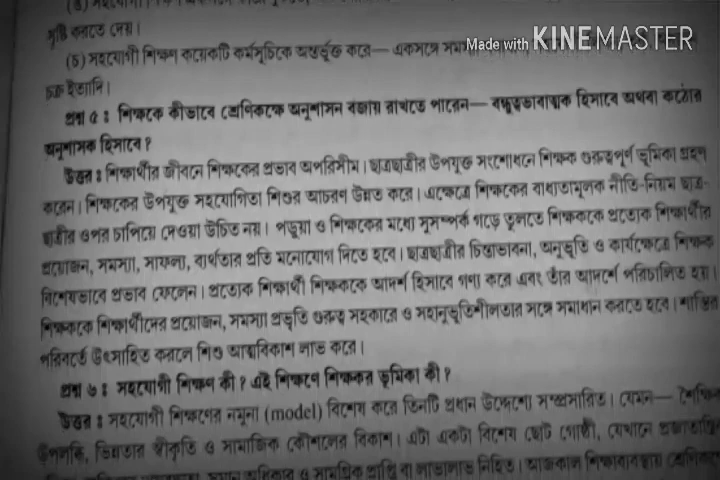 সৃষ্টি করতে দেয়।
(চ) সহযোগী শিক্ষণ কয়েকটি কর্মসূচিকে অন্তর্ভুক্ত করে— একসঙ্গে
Made with KINEMASTER
চক্র ইত্যাদি।
প্রশ্ন ৫ : শিক্ষকে কীভাবে শ্রেণিকক্ষে অনুশাসন বজায় রাখতে পারেন— বন্ধুত্বভাবাত্মক হিসাবে অথবা কঠোর
অনুশাসক হিসাবে ?
উত্তর : শিক্ষার্থীর জীবনে শিক্ষকের প্রভাব অপরিসীম। ছাত্রছাত্রীর উপযুক্ত সংশোধনে শিক্ষক গুরুত্বপূর্ণ ভূমিকা গ্রহণ
করেন। শিক্ষকের উপযুক্ত সহযোগিতা শিশুর আচরণ উন্নত করে। এক্ষেত্রে শিক্ষকের বাধ্যতামূলক নীতি-নিয়ম ছাত্র-
ছাত্রীর ওপর চাপিয়ে দেওয়া উচিত নয়। পড়ুয়া ও শিক্ষকের মধ্যে সুসম্পর্ক গড়ে তুলতে শিক্ষককে প্রত্যেক শিক্ষার্থীর
প্রয়োজন, সমস্যা, সাফল্য, ব্যর্থতার প্রতি মনোযোগ দিতে হবে। ছাত্রছাত্রীর চিন্তাভাবনা, অনুভূতি ও কার্যক্ষেত্রে শিক্ষক
বিশেষভাবে প্রভাব ফেলেন। প্রত্যেক শিক্ষার্থী শিক্ষককে আদর্শ হিসাবে গণ্য করে এবং তাঁর আদর্শে পরিচালিত হয়।
শিক্ষককে শিক্ষার্থীদের প্রয়োজন, সমস্যা প্রভৃতি গুরুত্ব সহকারে ও সহানুভূতিশীলতার সঙ্গে সমাধান করতে হবে। শাস্তির
পরিবর্তে উৎসাহিত করলে শিশু আত্মবিকাশ লাভ করে।
প্রশ্ন ৬ : সহযোগী শিক্ষণ কী ? এই শিক্ষণে শিক্ষকর ভূমিকা কী ?
উত্তর : সহযোগী শিক্ষণের নমুনা (model) বিশেষ করে তিনটি প্রধান উদ্দেশ্যে সম্প্রসারিত। যেমন— শৈক্ষিক
উপলব্ধি, ভিন্নতার স্বীকৃতি ও সামাজিক কৌশলের বিকাশ। এটা একটা বিশেষ ছোট গোষ্ঠী, যেখানে
নিহিত। আজকাল শিক্ষাব্যবস্থায়